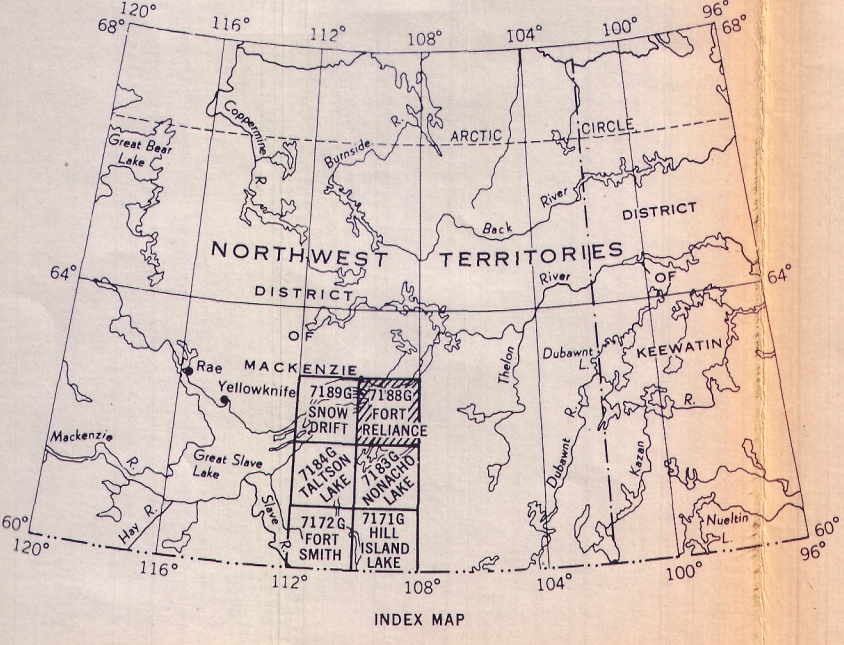 120° 116° 112° 108° 104° 100° 96°
68° 68°
Coppermine
R.
Burnside
R.
ARCTIC CIRCLE
Great Bear
Lake
Back River
DISTRICT
NORTHWEST TERRITORIES
64° 64°
DISTRICT
River
OF
OF
Thelon
Dubawnt
L.
KEEWATIN
Rae
MACKENZIE
Yellowknife
7189G
SNOW
DRIFT
7188G
FORT
RELIANCE
R.
Mackenzie
R.
Great Slave
Lake
7184G
TALTSON
LAKE
7183G
NONACHO
LAKE
Dubawnt
R.
Kazan
Slave
R.
Hay R.
7172G
FORT
SMITH
7171G
HILL
ISLAND
LAKE
Nueltin
L.
60° 60°
120° 116° 112° 108° 104° 100° 96°
INDEX MAP